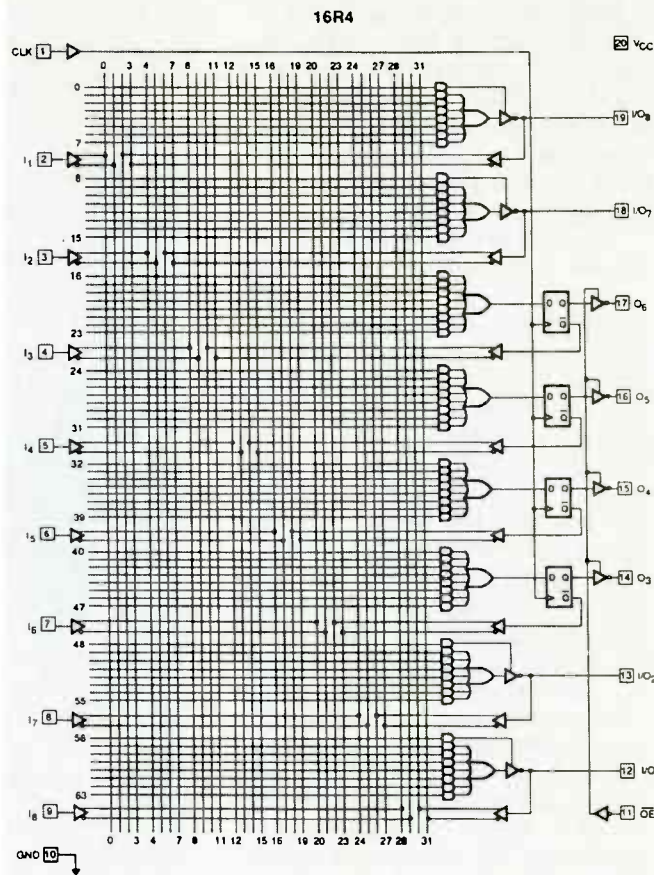 16R4
CLK 1
20 VCC
0 3 4 7 8 11 12 15 16 19 20 23 24 27 28 31
0
19 I/O8
7
I1 2
8
18 I/O7
15
I2 3
16
17 O6
23
I3 4
24
16 O5
31
I4 5
32
15 O4
39
I5 6
40
14 O3
47
I6 7
48
13 I/O2
55
I7 8
56
12 I/O
63
I8 9
11 OE
0 3 4 7 8 11 12 15 16 19 20 23 24 27 28 31
GND 10